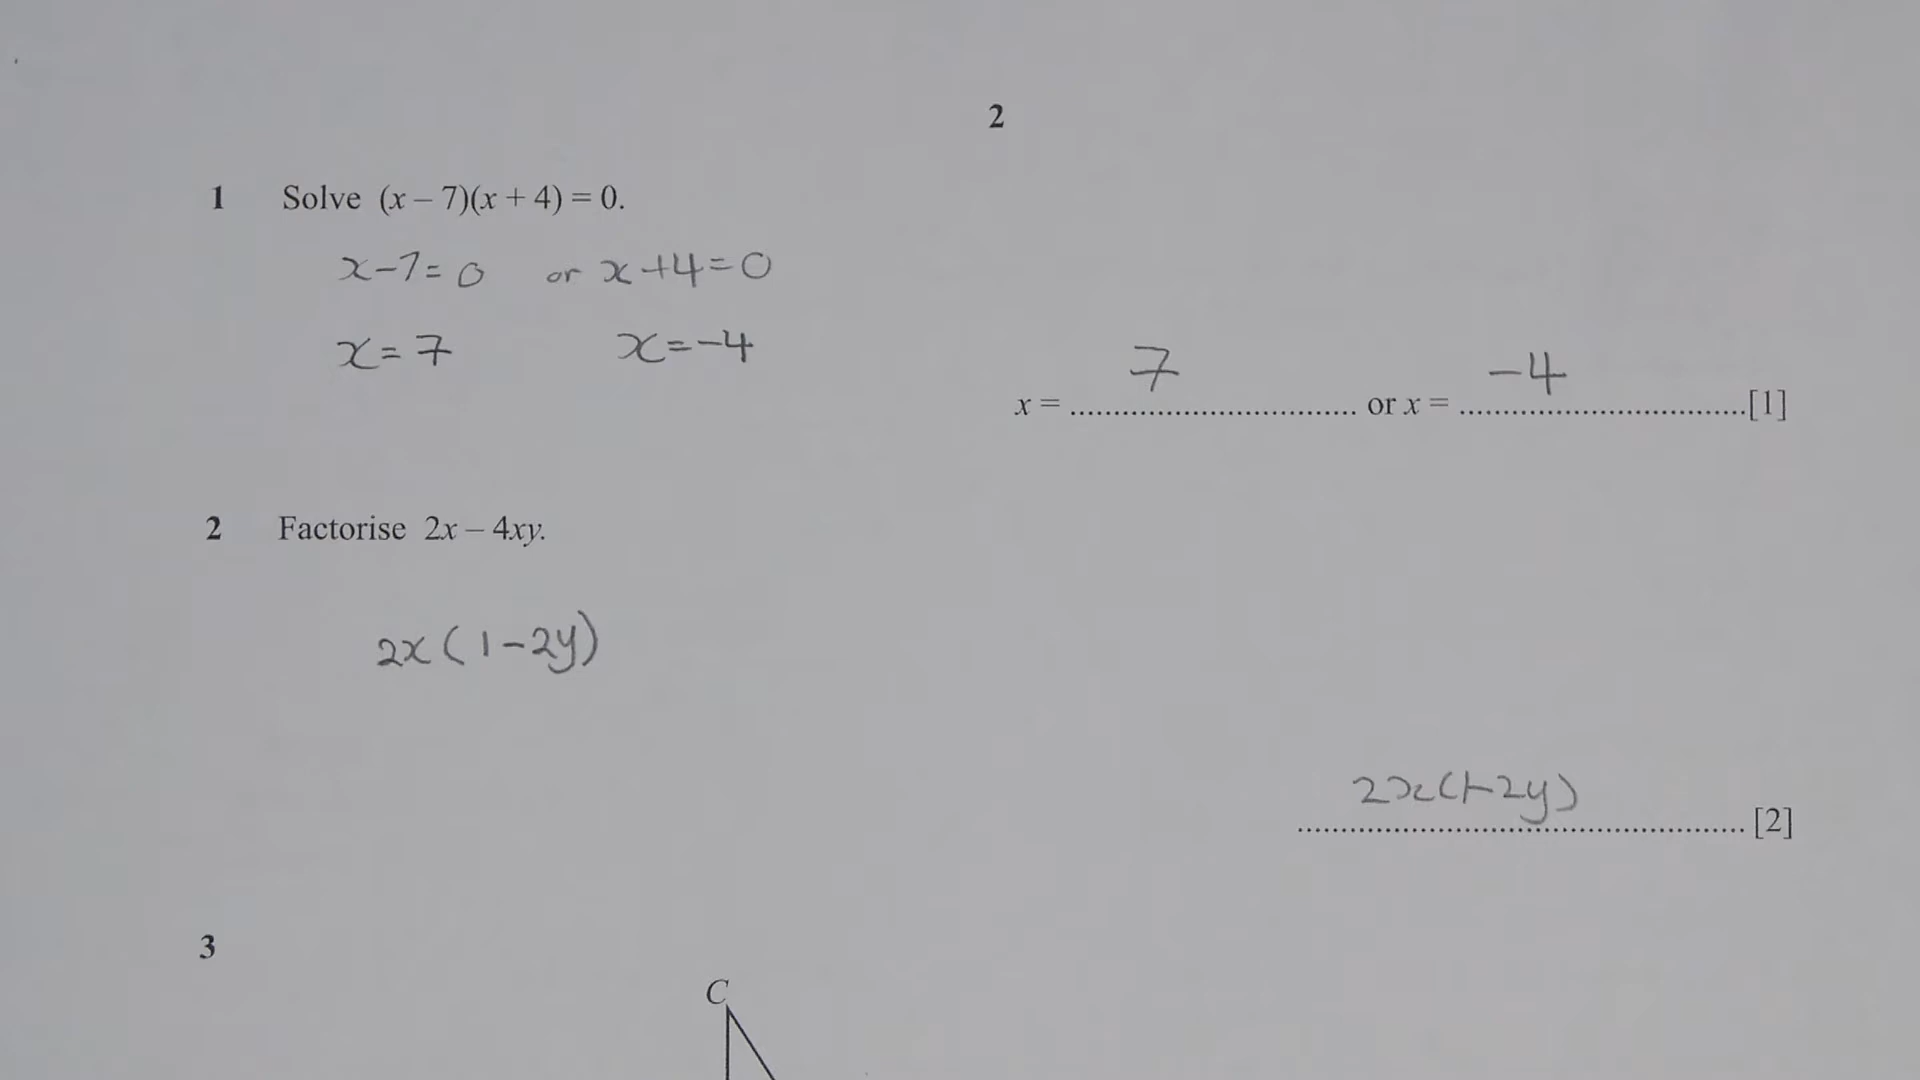 2
1 Solve (x – 7)(x + 4) = 0.
x-7=0 or x+4=0
x=7 x=-4
7 -4
x = ................................ or x = ................................[1]
2 Factorise 2x – 4xy.
2x(1-2y)
2x(1-2y)
.................................................. [2]
3
C